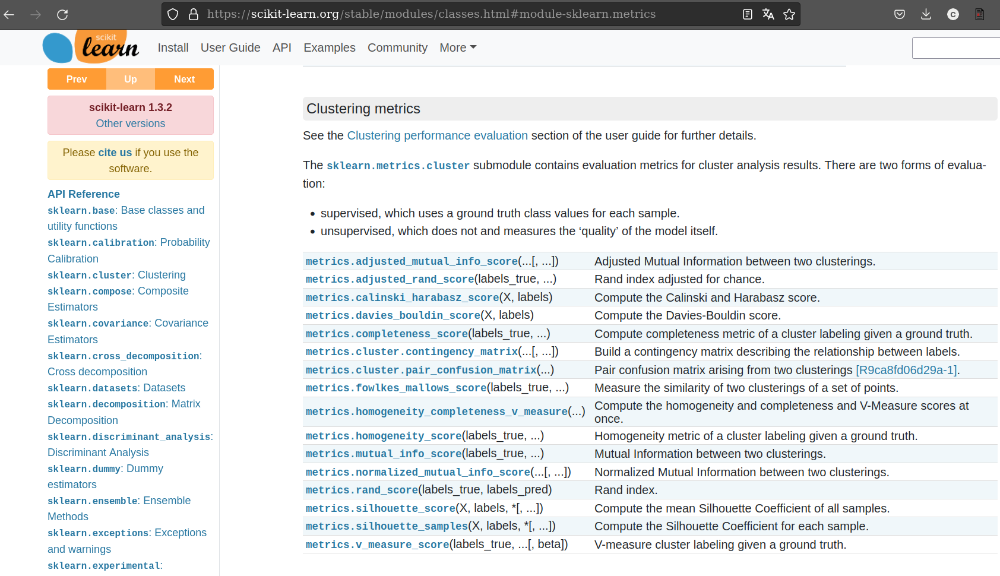 https://scikit-learn.org/stable/modules/classes.html#module-sklearn.metrics
C
scikit
learn
Install User Guide API Examples Community More
Prev Up Next
scikit-learn 1.3.2
Other versions
Please cite us if you use the
software.
API Reference
sklearn.base: Base classes and
utility functions
sklearn.calibration: Probability
Calibration
sklearn.cluster: Clustering
sklearn.compose: Composite
Estimators
sklearn.covariance: Covariance
Estimators
sklearn.cross_decomposition:
Cross decomposition
sklearn.datasets: Datasets
sklearn.decomposition: Matrix
Decomposition
sklearn.discriminant_analysis:
Discriminant Analysis
sklearn.dummy: Dummy
estimators
sklearn.ensemble: Ensemble
Methods
sklearn.exceptions: Exceptions
and warnings
sklearn.experimental:
Clustering metrics
See the Clustering performance evaluation section of the user guide for further details.
The sklearn.metrics.cluster submodule contains evaluation metrics for cluster analysis results. There are two forms of evalua-
tion:
• supervised, which uses a ground truth class values for each sample.
• unsupervised, which does not and measures the ‘quality’ of the model itself.
metrics.adjusted_mutual_info_score(...[, ...]) Adjusted Mutual Information between two clusterings.
metrics.adjusted_rand_score(labels_true, ...) Rand index adjusted for chance.
metrics.calinski_harabasz_score(X, labels) Compute the Calinski and Harabasz score.
metrics.davies_bouldin_score(X, labels) Compute the Davies-Bouldin score.
metrics.completeness_score(labels_true, ...) Compute completeness metric of a cluster labeling given a ground truth.
metrics.cluster.contingency_matrix(...[, ...]) Build a contingency matrix describing the relationship between labels.
metrics.cluster.pair_confusion_matrix(...) Pair confusion matrix arising from two clusterings [R9ca8fd06d29a-1].
metrics.fowlkes_mallows_score(labels_true, ...) Measure the similarity of two clusterings of a set of points.
metrics.homogeneity_completeness_v_measure(...) Compute the homogeneity and completeness and V-Measure scores at
once.
metrics.homogeneity_score(labels_true, ...) Homogeneity metric of a cluster labeling given a ground truth.
metrics.mutual_info_score(labels_true, ...) Mutual Information between two clusterings.
metrics.normalized_mutual_info_score(...[, ...]) Normalized Mutual Information between two clusterings.
metrics.rand_score(labels_true, labels_pred) Rand index.
metrics.silhouette_score(X, labels, *[, ...]) Compute the mean Silhouette Coefficient of all samples.
metrics.silhouette_samples(X, labels, *[, ...]) Compute the Silhouette Coefficient for each sample.
metrics.v_measure_score(labels_true, ...[, beta]) V-measure cluster labeling given a ground truth.